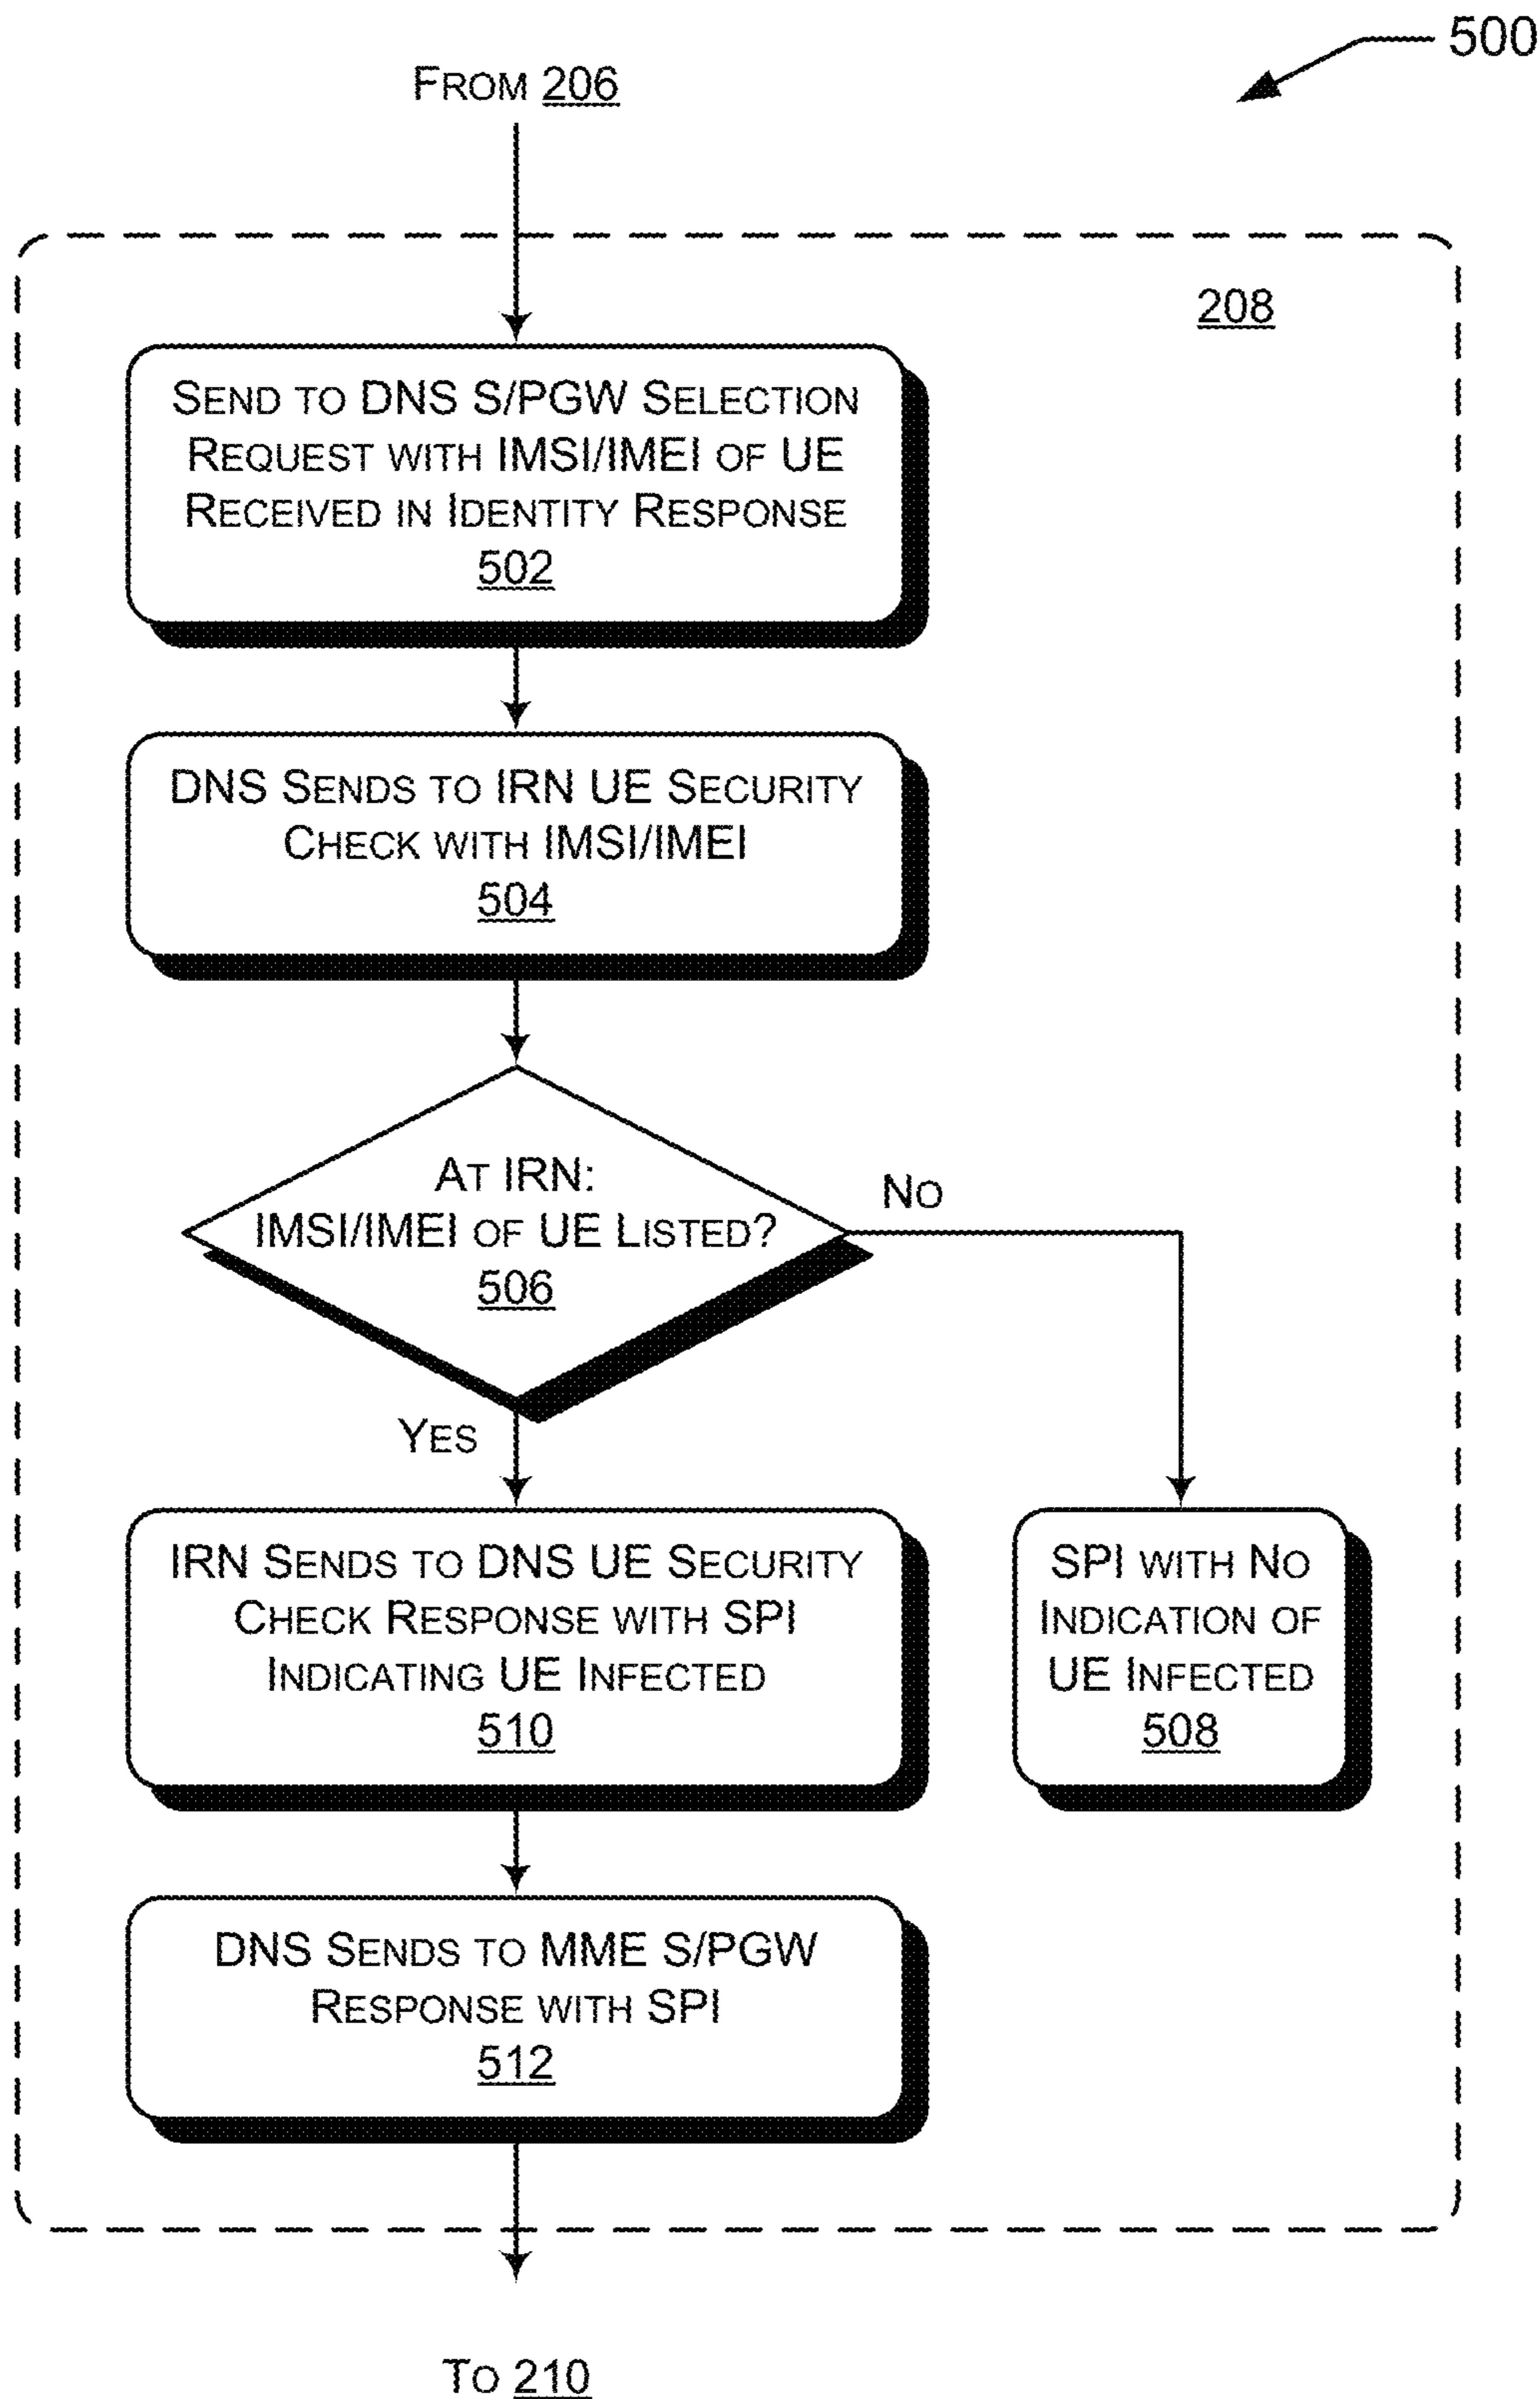 500
FROM 206
208
SEND TO DNS S/PGW SELECTION
REQUEST WITH IMSI/IMEI OF UE
RECEIVED IN IDENTITY RESPONSE
502
DNS SENDS TO IRN UE SECURITY
CHECK WITH IMSI/IMEI
504
AT IRN:
IMSI/IMEI OF UE LISTED?
506
NO
YES
IRN SENDS TO DNS UE SECURITY
CHECK RESPONSE WITH SPI
INDICATING UE INFECTED
510
SPI WITH NO
INDICATION OF
UE INFECTED
508
DNS SENDS TO MME S/PGW
RESPONSE WITH SPI
512
TO 210